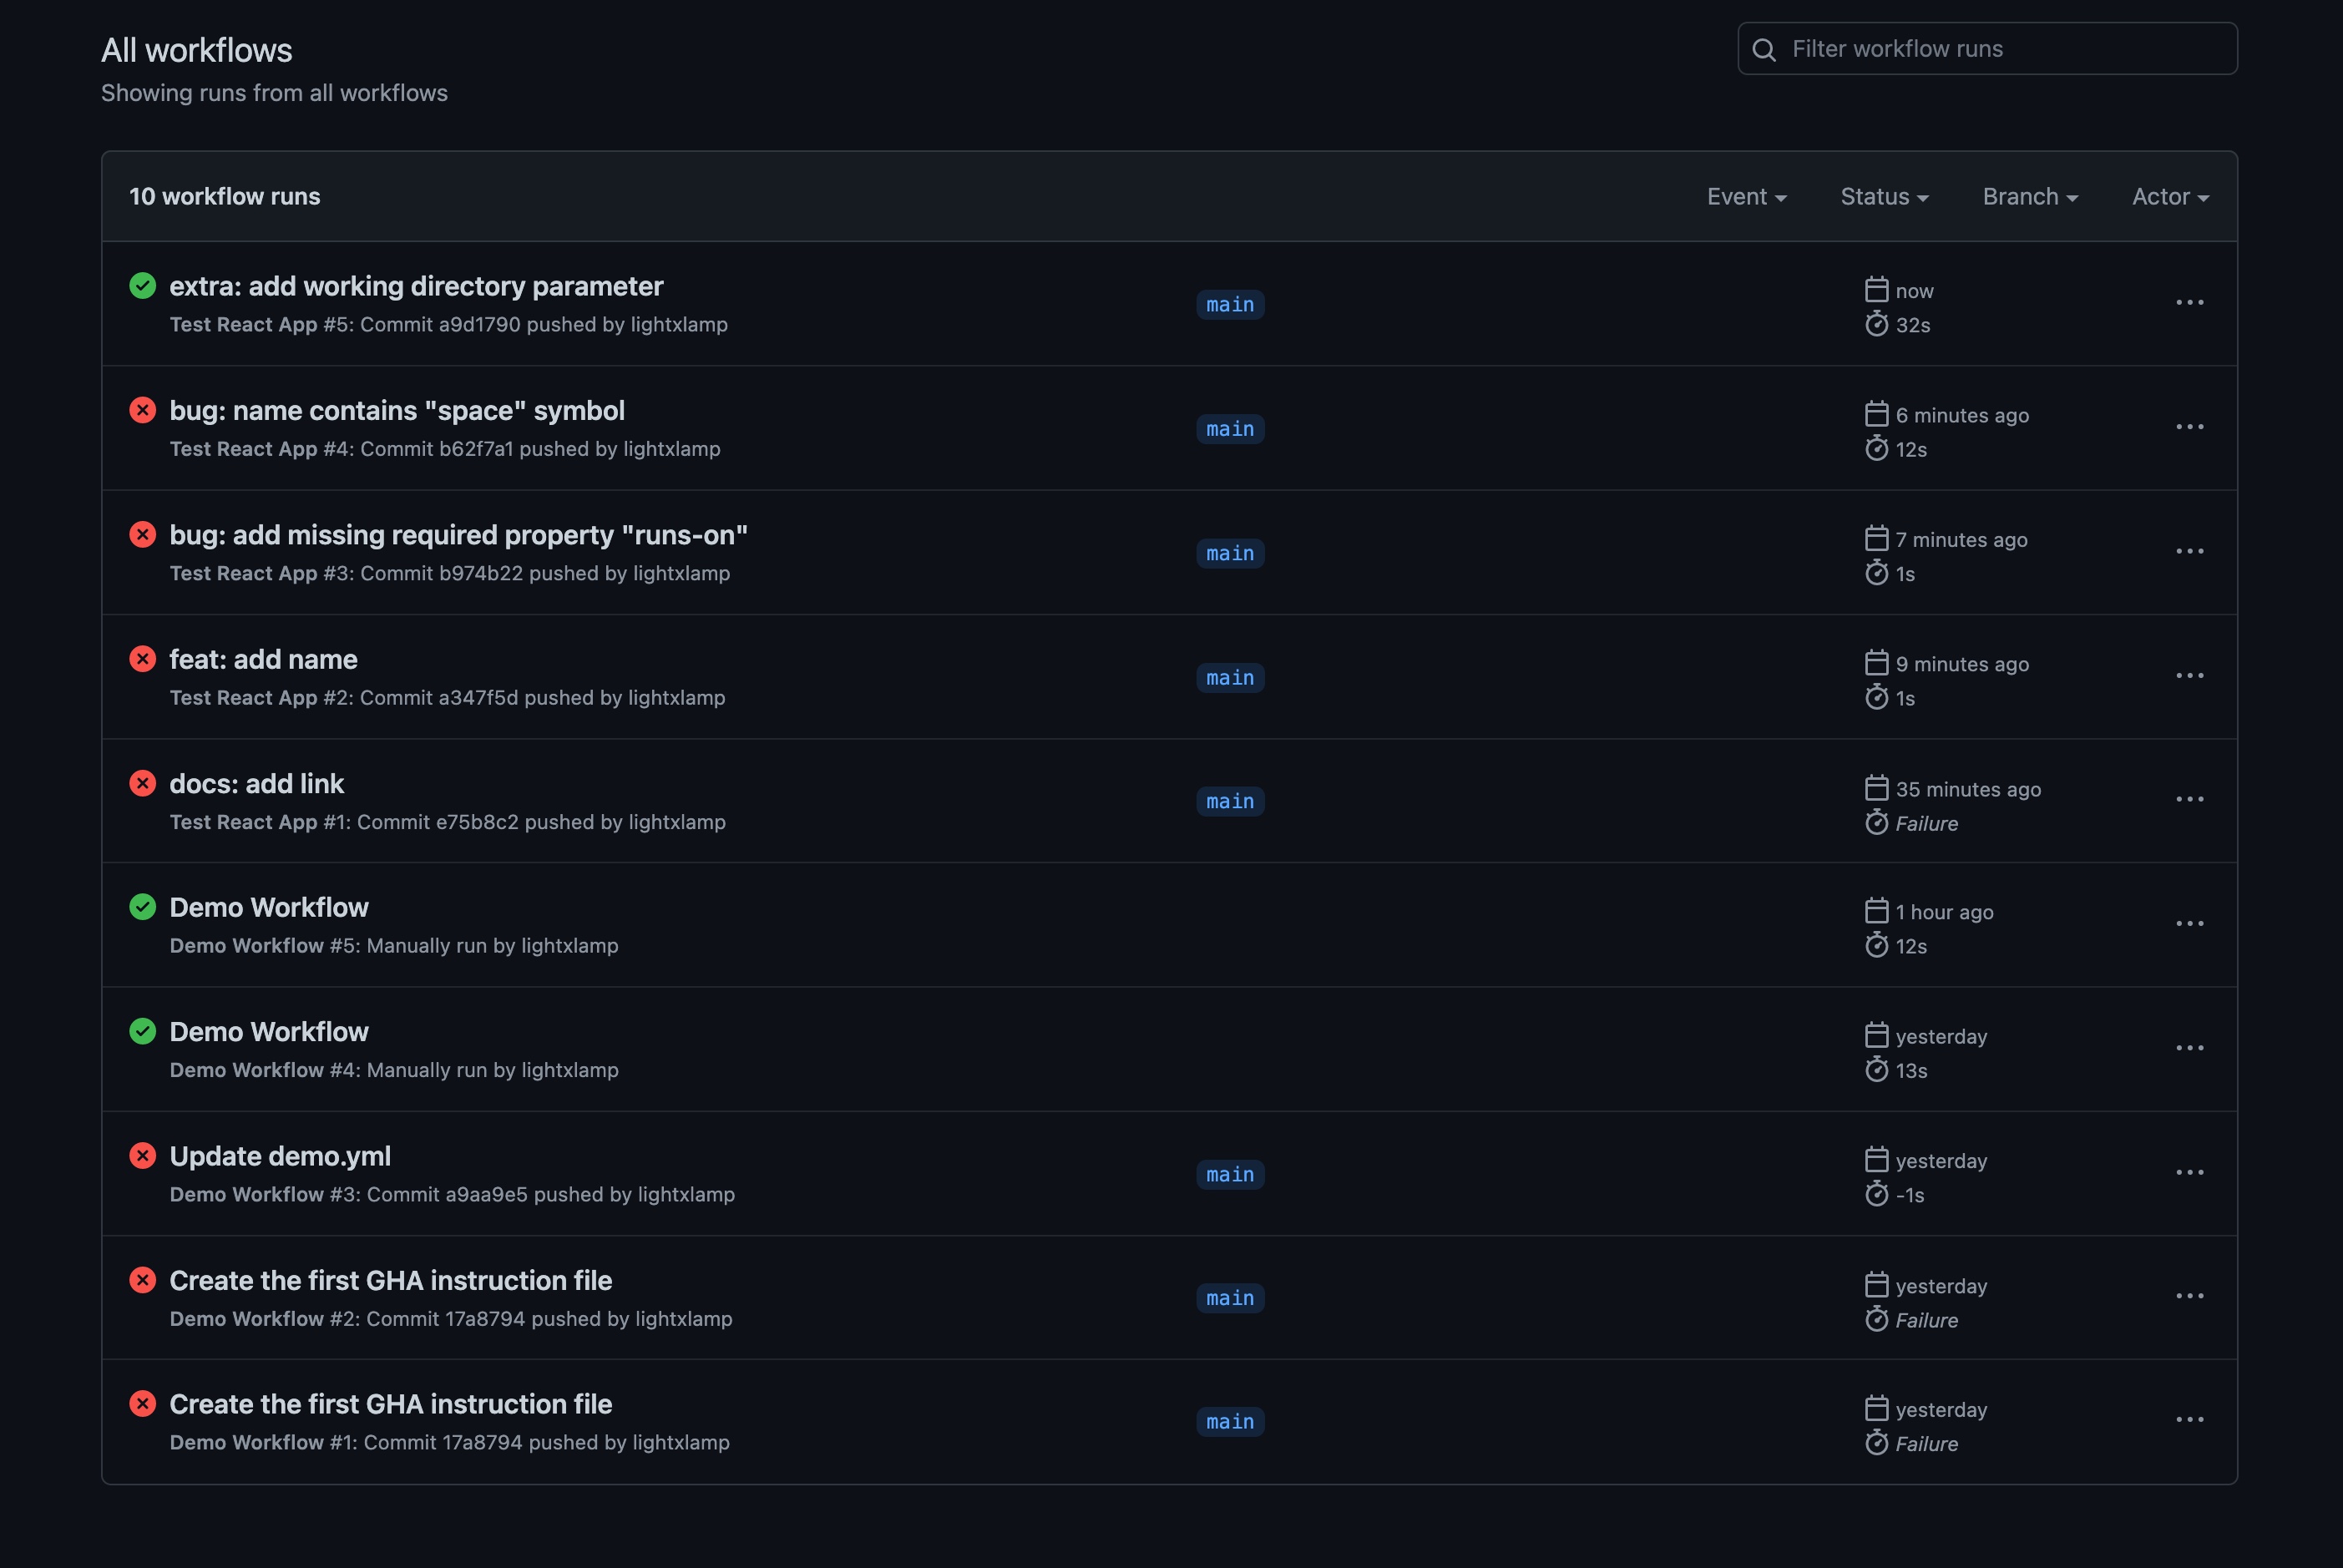 All workflows
Filter workflow runs
Showing runs from all workflows
10 workflow runs
Event
Status
Branch
Actor
extra: add working directory parameter
Test React App #5: Commit a9d1790 pushed by lightxlamp
main
now
32s
bug: name contains "space" symbol
Test React App #4: Commit b62f7a1 pushed by lightxlamp
main
6 minutes ago
12s
bug: add missing required property "runs-on"
Test React App #3: Commit b974b22 pushed by lightxlamp
main
7 minutes ago
1s
feat: add name
Test React App #2: Commit a347f5d pushed by lightxlamp
main
9 minutes ago
1s
docs: add link
Test React App #1: Commit e75b8c2 pushed by lightxlamp
main
35 minutes ago
Failure
Demo Workflow
Demo Workflow #5: Manually run by lightxlamp
1 hour ago
12s
Demo Workflow
Demo Workflow #4: Manually run by lightxlamp
yesterday
13s
Update demo.yml
Demo Workflow #3: Commit a9aa9e5 pushed by lightxlamp
main
yesterday
-1s
Create the first GHA instruction file
Demo Workflow #2: Commit 17a8794 pushed by lightxlamp
main
yesterday
Failure
Create the first GHA instruction file
Demo Workflow #1: Commit 17a8794 pushed by lightxlamp
main
yesterday
Failure